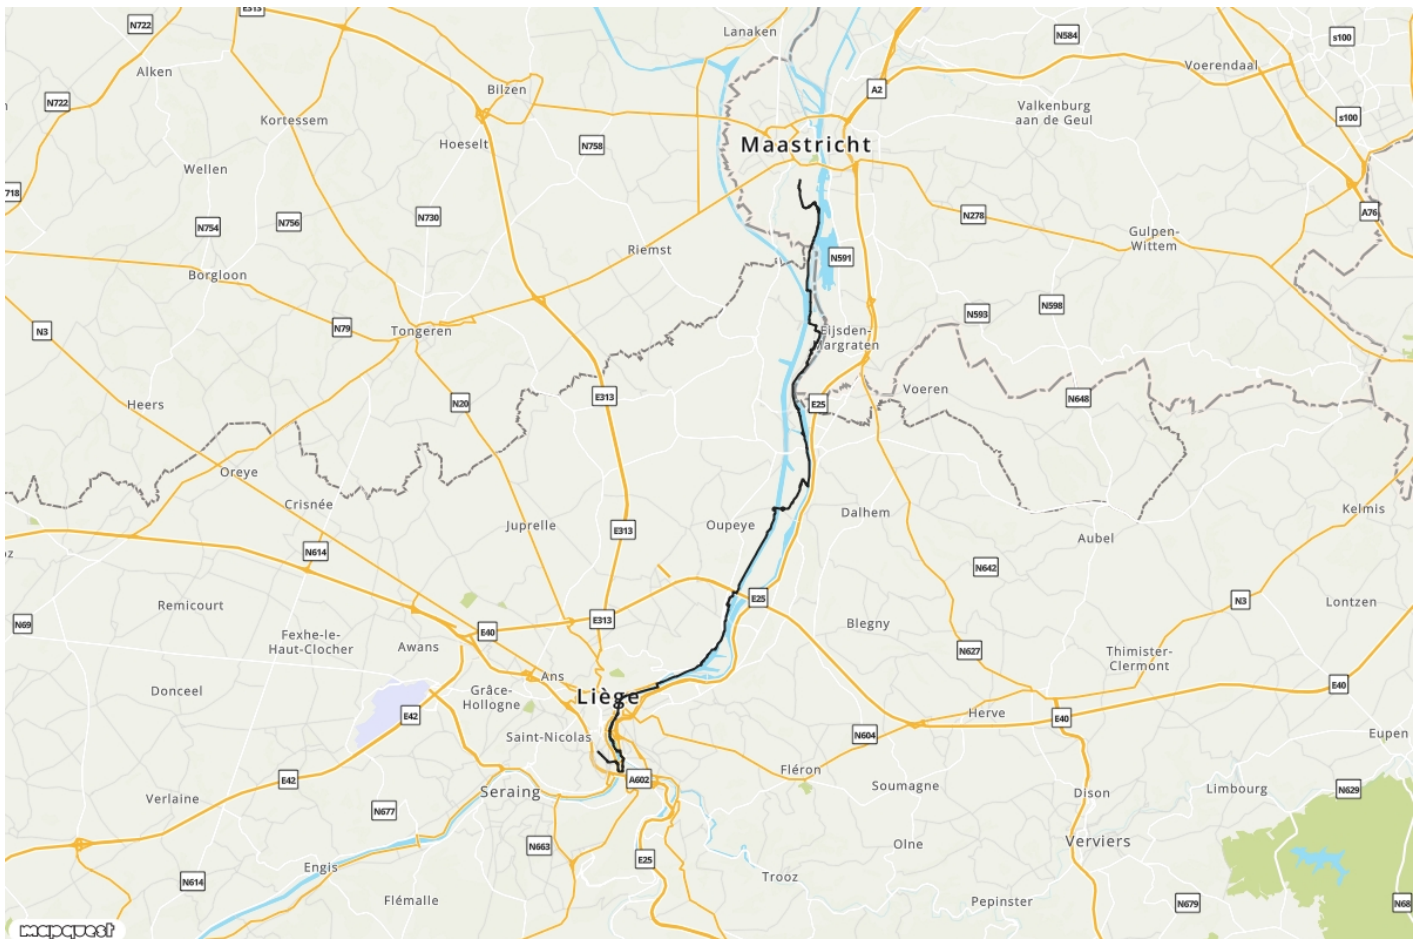 N722
E313
Lanaken
N584
s100
Alken
Voerendaal
Bilzen
A2
N722
Valkenburg
aan de Geul
Kortessem
s100
Hoeselt
N758
Maastricht
Wellen
718
N754
N756
N730
N278
A76
Gulpen-
Wittem
Riemst
N591
Borgloon
N598
N593
N3
N79
Tongeren
Eijsden-
Margraten
Voeren
E313
N648
Heers
N20
E25
Oreye
Crisnée
Kelmis
Juprelle
E313
Oupeye
Dalhem
Aubel
N614
oz
N642
Remicourt
E25
N3
Lontzen
N69
E313
Blegny
E40
Fexhe-le-
Haut-Clocher
Awans
N627
Thimister-
Clermont
Ans
Donceel
Grâce-
Hollogne
Liège
E40
E42
Herve
E40
Saint-Nicolas
N604
Eupen
Fléron
E42
A602
Soumagne
Verlaine
Seraing
Dison
Limbourg
N629
N677
N663
Olne
Verviers
Engis
E25
N614
Trooz
Flémalle
Pepinster
N679
N68
mapquest